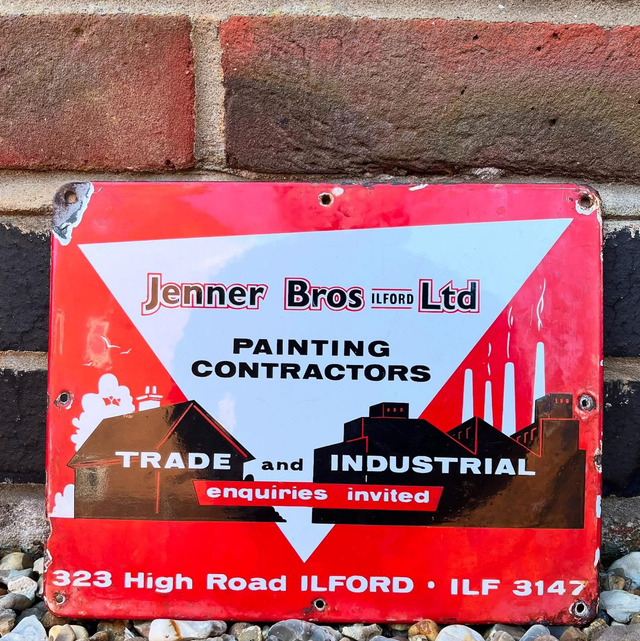 Jenner Bros ILFORD Ltd
PAINTING
CONTRACTORS
TRADE and INDUSTRIAL
enquiries invited
323 High Road ILFORD • ILF 3147